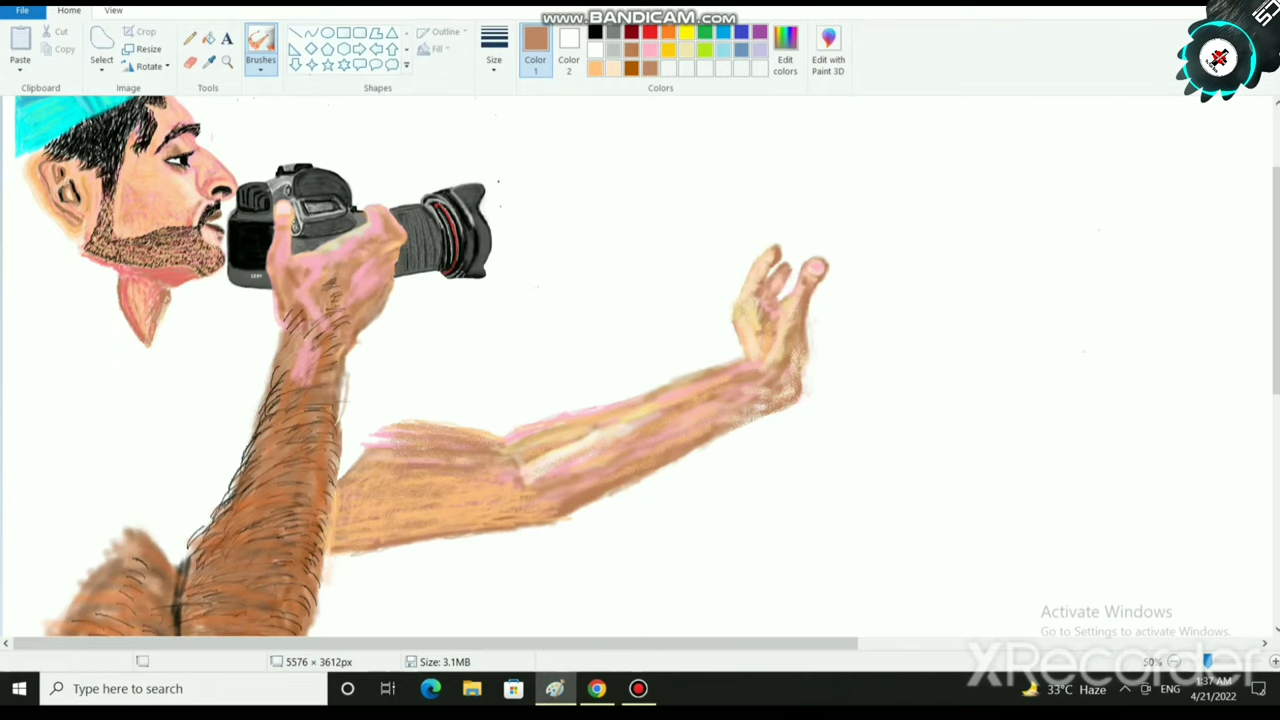 www.BANDICAM.com
File
Home
View
Paste
Cut
Copy
Clipboard
Select
Crop
Resize
Rotate
Image
Tools
Brushes
Outline
Fill
Shapes
Size
Color
1
Color
2
Edit
colors
Edit with
Paint 3D
Colors
Activate Windows
Go to Settings to activate Windows.
5576 × 3612px
Size: 3.1MB
50%
XRecorder
Type here to search
33°C Haze
ENG
1:37 AM
4/21/2022